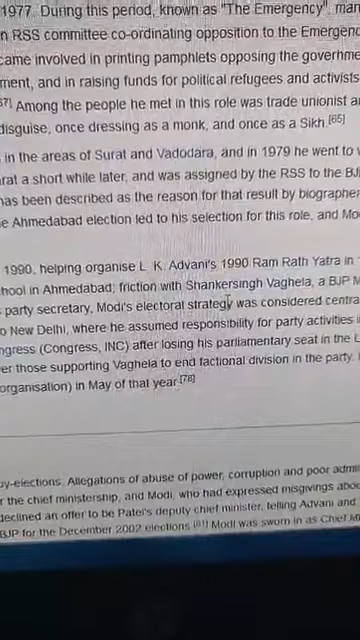 1977. During this period, known as "The Emergency", man
n RSS committee co-ordinating opposition to the Emergenc
came involved in printing pamphlets opposing the governme
ment, and in raising funds for political refugees and activists
67] Among the people he met in this role was trade unionist a
disguise, once dressing as a monk, and once as a Sikh.[65]
in the areas of Surat and Vadodara, and in 1979 he went to
rat a short while later, and was assigned by the RSS to the BJ
has been described as the reason for that result by biographe
e Ahmedabad election led to his selection for this role, and Mo
1990, helping organise L. K. Advani's 1990 Ram Rath Yatra in
hool in Ahmedabad; friction with Shankersingh Vaghela, a BJP M
party secretary, Modi's electoral strategy was considered centra
o New Delhi, where he assumed responsibility for party activities i
ngress (Congress, INC) after losing his parliamentary seat in the L
er those supporting Vaghela to end factional division in the party.
organisation) in May of that year.[78]
by-elections. Allegations of abuse of power, corruption and poor admi
r the chief ministership, and Modi, who had expressed misgivings abou
declined an offer to be Patel's deputy chief minister, telling Advani and
BJP for the December 2002 elections.[81] Modi was sworn in as Chief Mi